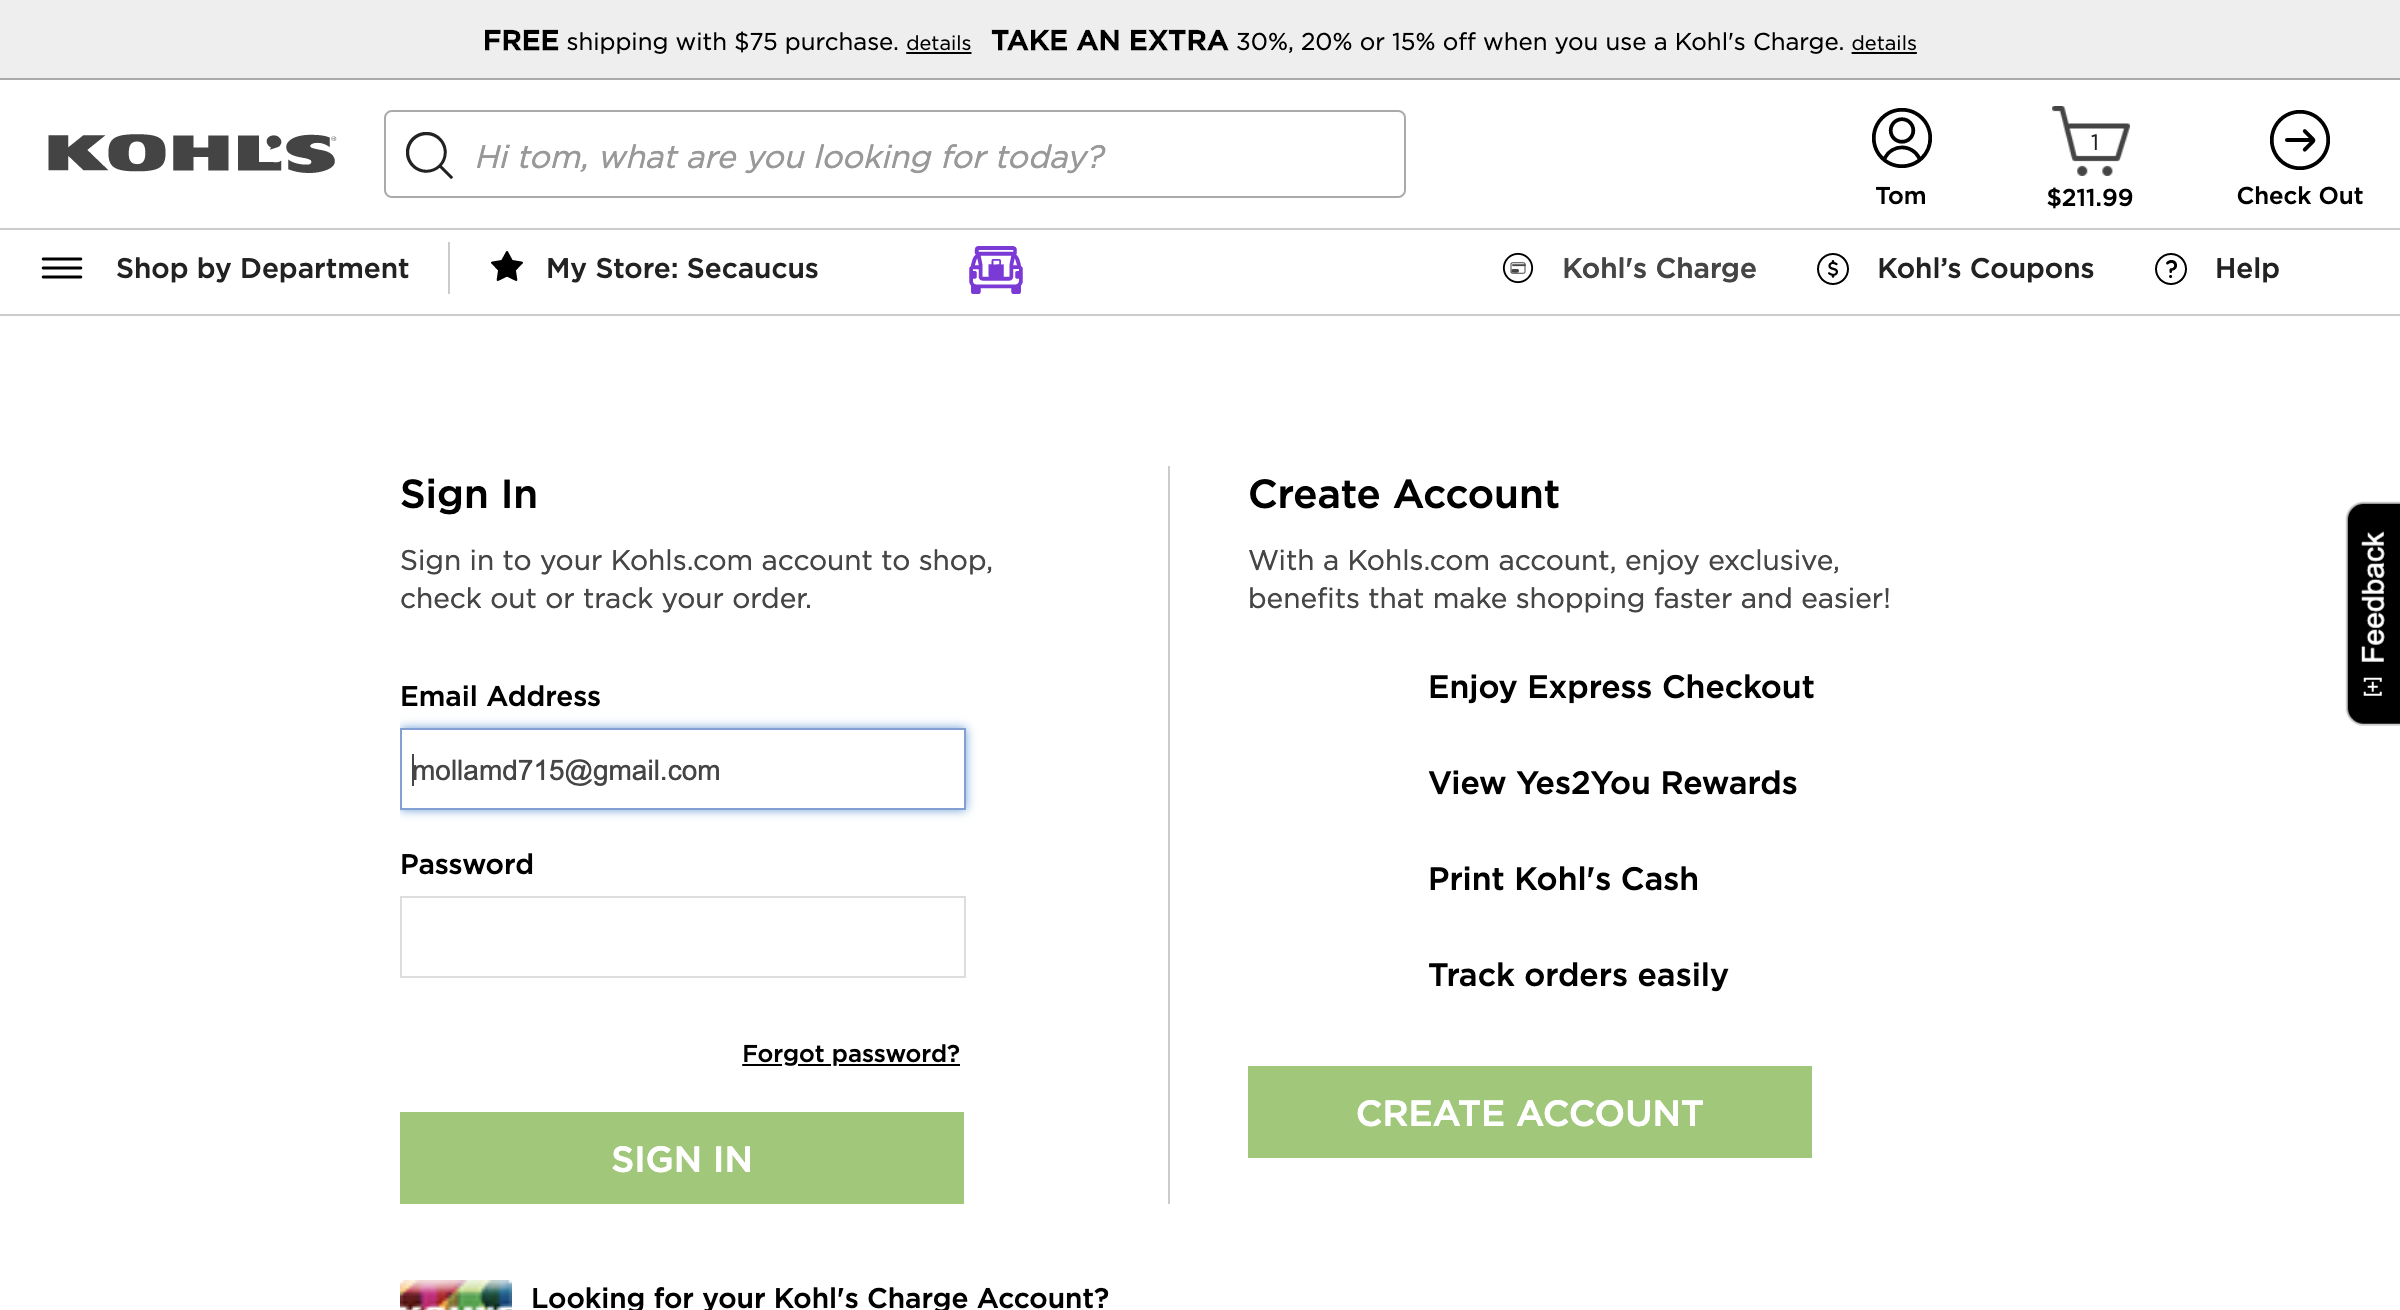 FREE shipping with $75 purchase. details TAKE AN EXTRA 30%, 20% or 15% off when you use a Kohl's Charge. details
KOHL'S
Hi tom, what are you looking for today?
Tom
1
$211.99
Check Out
Shop by Department
My Store: Secaucus
Kohl's Charge
Kohl’s Coupons
Help
Sign In
Sign in to your Kohls.com account to shop,
check out or track your order.
Email Address
mollamd715@gmail.com
Password
Forgot password?
SIGN IN
Create Account
With a Kohls.com account, enjoy exclusive,
benefits that make shopping faster and easier!
Enjoy Express Checkout
View Yes2You Rewards
Print Kohl's Cash
Track orders easily
CREATE ACCOUNT
[+] Feedback
Looking for your Kohl's Charge Account?